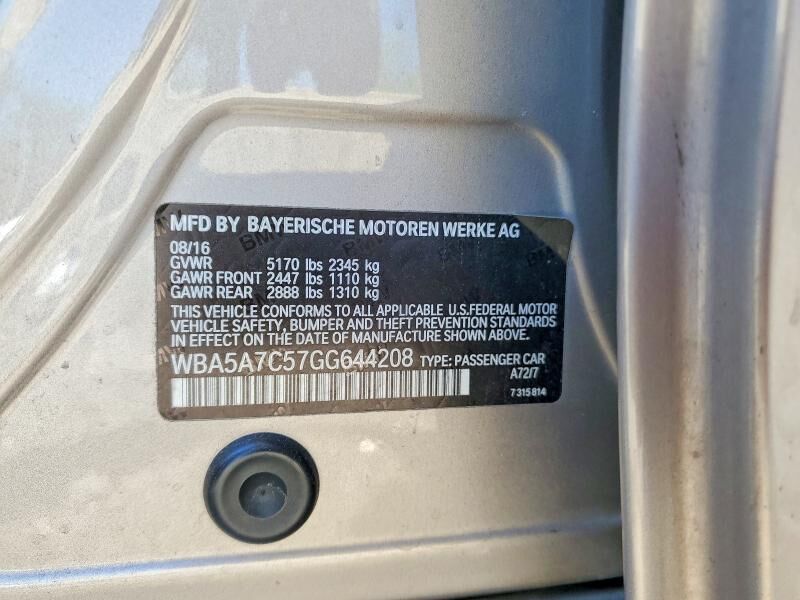 MFD BY BAYERISCHE MOTOREN WERKE AG
08/16
GVWR 5170 lbs 2345 kg
GAWR FRONT 2447 lbs 1110 kg
GAWR REAR 2888 lbs 1310 kg
THIS VEHICLE CONFORMS TO ALL APPLICABLE U.S.FEDERAL MOTOR
VEHICLE SAFETY, BUMPER AND THEFT PREVENTION STANDARDS
IN EFFECT ON THE DATE OF MANUFACTURE SHOWN ABOVE.
WBA5A7C57GG644208 TYPE: PASSENGER CAR
A72/7
7 315 814